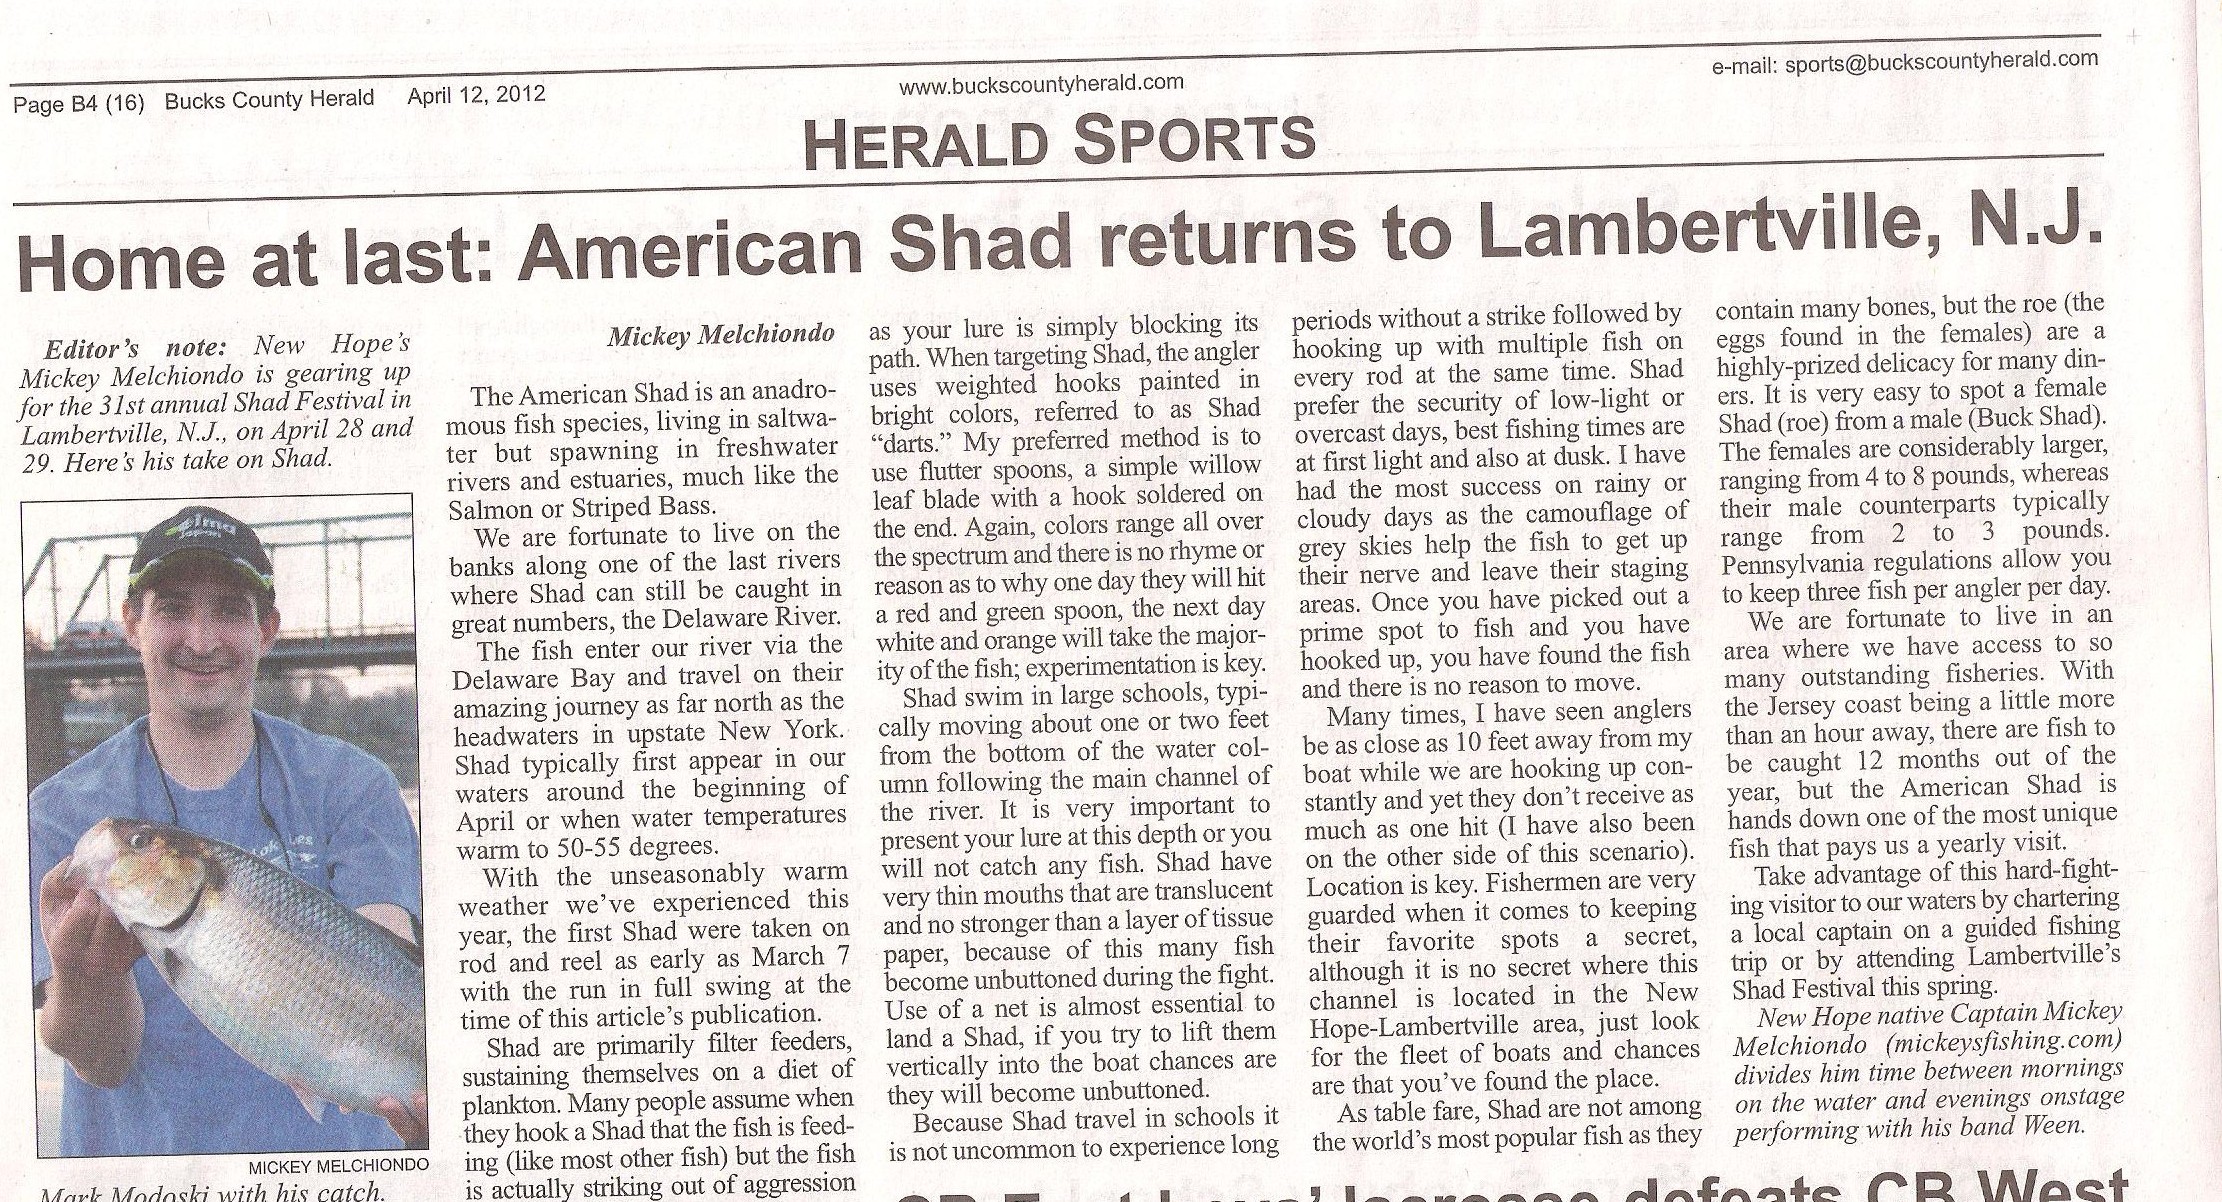 Page B4 (16) Bucks County Herald April 12, 2012
www.buckscountyherald.com
e-mail: sports@buckscountyherald.com
HERALD SPORTS
Home at last: American Shad returns to Lambertville, N.J.
Editor's note: New Hope's
Mickey Melchiondo is gearing up
for the 31st annual Shad Festival in
Lambertville, N.J., on April 28 and
29. Here's his take on Shad.
MICKEY MELCHIONDO
Mark Modoski with his catch.
Mickey Melchiondo
The American Shad is an anadro-
mous fish species, living in saltwa-
ter but spawning in freshwater
rivers and estuaries, much like the
Salmon or Striped Bass.
We are fortunate to live on the
banks along one of the last rivers
where Shad can still be caught in
great numbers, the Delaware River.
The fish enter our river via the
Delaware Bay and travel on their
amazing journey as far north as the
headwaters in upstate New York.
Shad typically first appear in our
waters around the beginning of
April or when water temperatures
warm to 50-55 degrees.
With the unseasonably warm
weather we've experienced this
year, the first Shad were taken on
rod and reel as early as March 7
with the run in full swing at the
time of this article's publication.
Shad are primarily filter feeders,
sustaining themselves on a diet of
plankton. Many people assume when
they hook a Shad that the fish is feed-
ing (like most other fish) but the fish
is actually striking out of aggression
as your lure is simply blocking its
path. When targeting Shad, the angler
uses weighted hooks painted in
bright colors, referred to as Shad
"darts." My preferred method is to
use flutter spoons, a simple willow
leaf blade with a hook soldered on
the end. Again, colors range all over
the spectrum and there is no rhyme or
reason as to why one day they will hit
a red and green spoon, the next day
white and orange will take the major-
ity of the fish; experimentation is key.
Shad swim in large schools, typi-
cally moving about one or two feet
from the bottom of the water col-
umn following the main channel of
the river. It is very important to
present your lure at this depth or you
will not catch any fish. Shad have
very thin mouths that are translucent
and no stronger than a layer of tissue
paper, because of this many fish
become unbuttoned during the fight.
Use of a net is almost essential to
land a Shad, if you try to lift them
vertically into the boat chances are
they will become unbuttoned.
Because Shad travel in schools it
is not uncommon to experience long
periods without a strike followed by
hooking up with multiple fish on
every rod at the same time. Shad
prefer the security of low-light or
overcast days, best fishing times are
at first light and also at dusk. I have
had the most success on rainy or
cloudy days as the camouflage of
grey skies help the fish to get up
their nerve and leave their staging
areas. Once you have picked out a
prime spot to fish and you have
hooked up, you have found the fish
and there is no reason to move.
Many times, I have seen anglers
be as close as 10 feet away from my
boat while we are hooking up con-
stantly and yet they don't receive as
much as one hit (I have also been
on the other side of this scenario).
Location is key. Fishermen are very
guarded when it comes to keeping
their favorite spots a secret,
although it is no secret where this
channel is located in the New
Hope-Lambertville area, just look
for the fleet of boats and chances
are that you've found the place.
As table fare, Shad are not among
the world's most popular fish as they
contain many bones, but the roe (the
eggs found in the females) are a
highly-prized delicacy for many din-
ers. It is very easy to spot a female
Shad (roe) from a male (Buck Shad).
The females are considerably larger,
ranging from 4 to 8 pounds, whereas
their male counterparts typically
range from 2 to 3 pounds.
Pennsylvania regulations allow you
to keep three fish per angler per day.
We are fortunate to live in an
area where we have access to so
many outstanding fisheries. With
the Jersey coast being a little more
than an hour away, there are fish to
be caught 12 months out of the
year, but the American Shad is
hands down one of the most unique
fish that pays us a yearly visit.
Take advantage of this hard-fight-
ing visitor to our waters by chartering
a local captain on a guided fishing
trip or by attending Lambertville's
Shad Festival this spring.
New Hope native Captain Mickey
Melchiondo (mickeysfishing.com)
divides him time between mornings
on the water and evenings onstage
performing with his band Ween.
defeats CB West